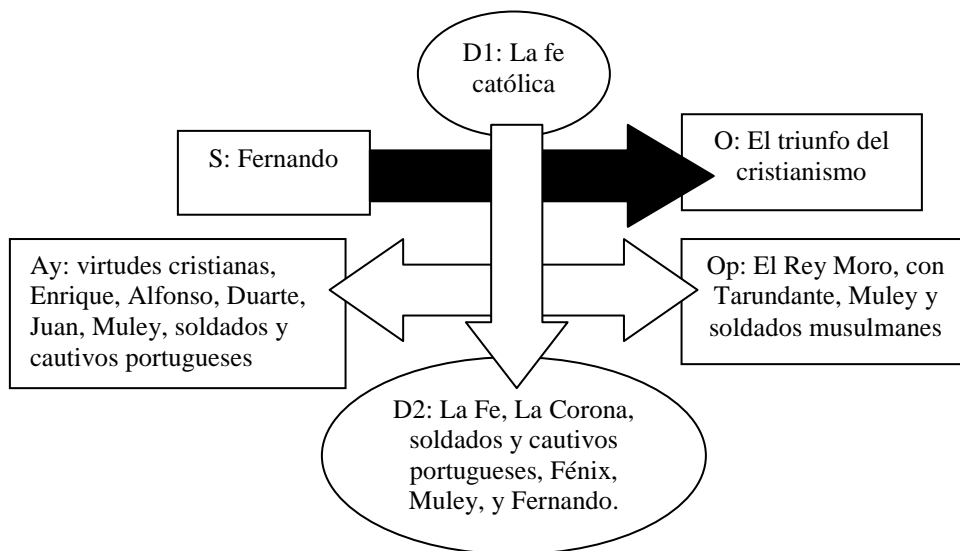 D1: La fe
católica
S: Fernando
O: El triunfo del
cristianismo
Ay: virtudes cristianas,
Enrique, Alfonso, Duarte,
Juan, Muley, soldados y
cautivos portugueses
Op: El Rey Moro, con
Tarundante, Muley y
soldados musulmanes
D2: La Fe, La Corona,
soldados y cautivos
portugueses, Fénix,
Muley, y Fernando.